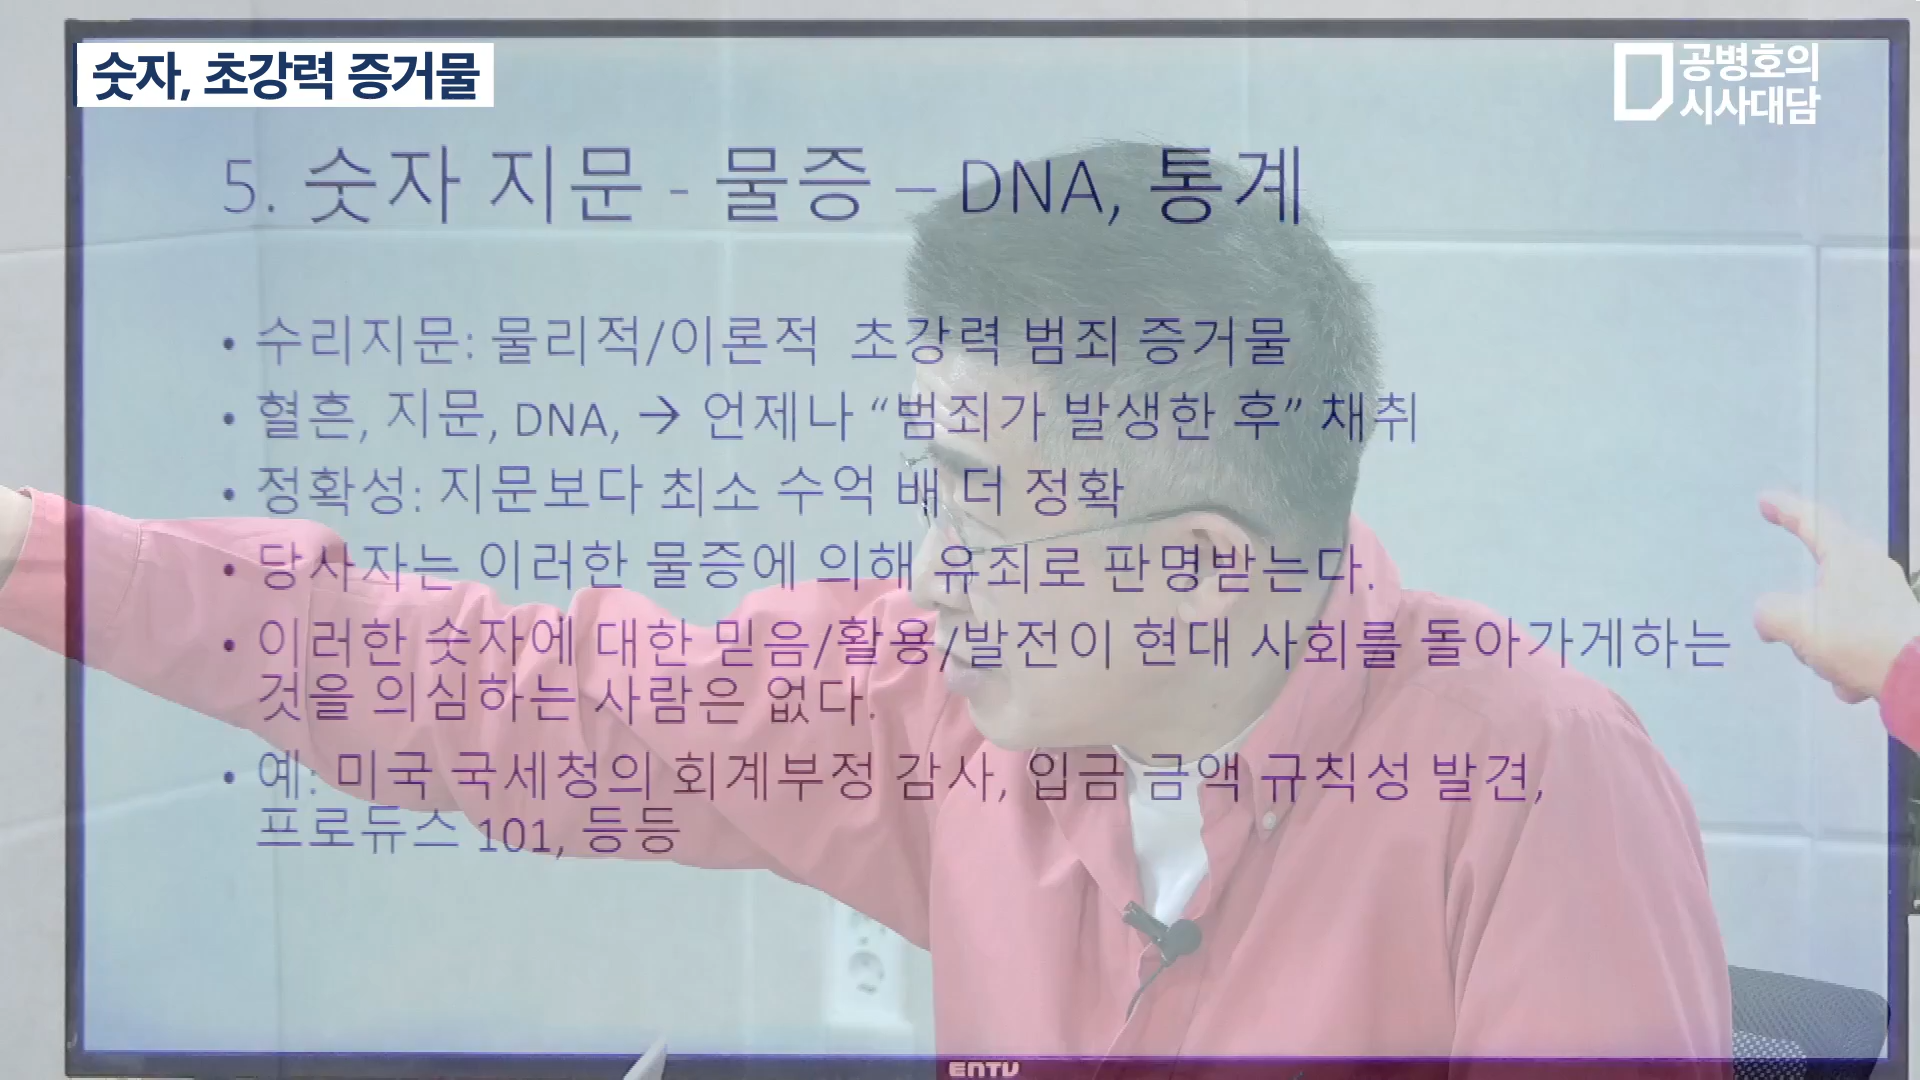 숫자, 초강력 증거물
공병호의
시사대담
5. 숫자 지문 - 물증 – DNA, 통계
• 수리지문: 물리적/이론적 초강력 범죄 증거물
• 혈흔, 지문, DNA, → 언제나 “범죄가 발생한 후” 채취
• 정확성: 지문보다 최소 수억 배 더 정확
• 당사자는 이러한 물증에 의해 유죄로 판명받는다.
• 이러한 숫자에 대한 믿음/활용/발전이 현대 사회를 돌아가게하는
것을 의심하는 사람은 없다.
• 예: 미국 국세청의 회계부정 감사, 입금 금액 규칙성 발견,
프로듀스 101, 등등
ENTV